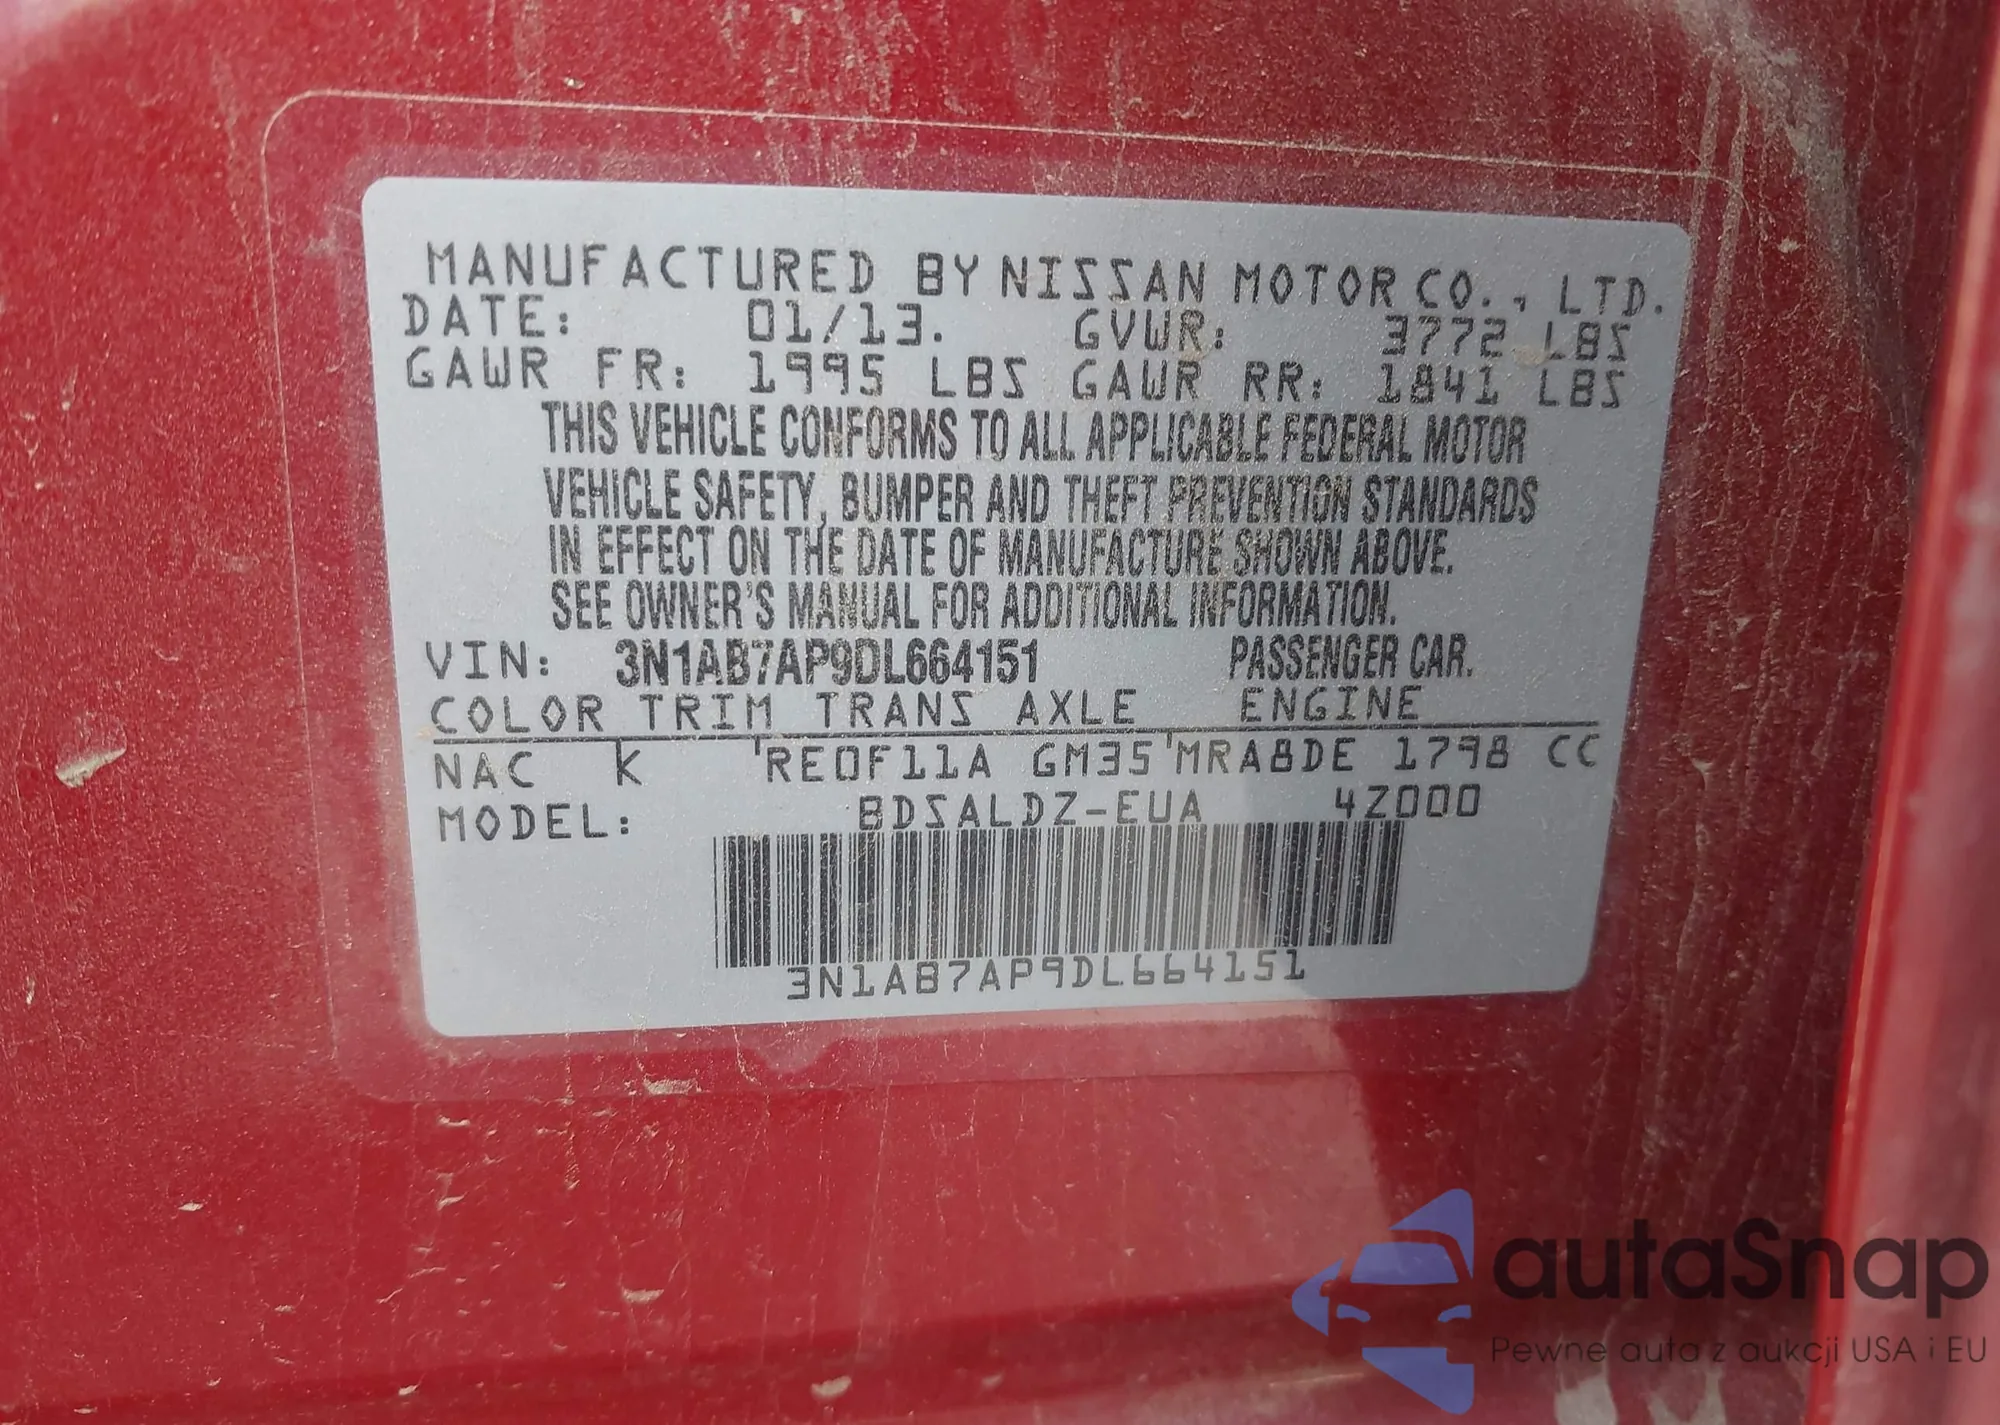 MANUFACTURED BY NISSAN MOTOR CO., LTD.
DATE: 01/13. GVWR: 3772 LBS
GAWR FR: 1995 LBS GAWR RR: 1841 LBS
THIS VEHICLE CONFORMS TO ALL APPLICABLE FEDERAL MOTOR
VEHICLE SAFETY, BUMPER AND THEFT PREVENTION STANDARDS
IN EFFECT ON THE DATE OF MANUFACTURE SHOWN ABOVE.
SEE OWNER'S MANUAL FOR ADDITIONAL INFORMATION.
VIN: 3N1AB7AP9DL664151 PASSENGER CAR.
COLOR TRIM TRANS AXLE ENGINE
NAC K 'RE0F11A GM35'MRA8DE 1798 CC
MODEL: BDSALDZ-EUA 4Z000
3N1AB7AP9DL664151
autaSnap
Pewne auta z aukcji USA i EU